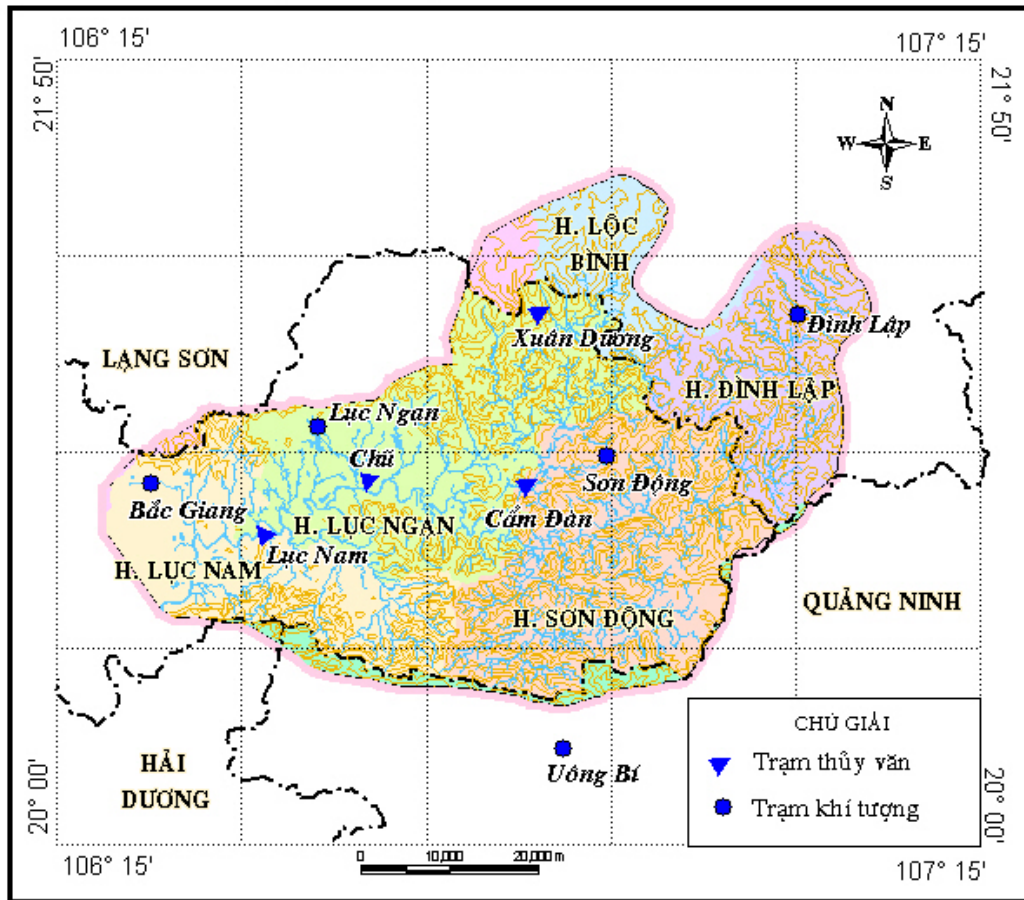 106° 15'
107° 15'
21° 50'
21° 50'
N
W E
S
H. LỘC
BÌNH
Đình Lập
Xuân Dương
LẠNG SƠN
H. ĐÌNH LẬP
Lục Ngạn
Chũ
Sơn Động
Bắc Giang
Cẩm Đàn
H. LỤC NGẠN
Lục Nam
H. LỤC NAM
QUẢNG NINH
H. SƠN ĐỘNG
CHÚ GIẢI
Trạm thủy văn
Trạm khí tượng
HẢI
DƯƠNG
Uông Bí
20° 00'
20° 00'
106° 15'
0 10,000 20,000 m
107° 15'